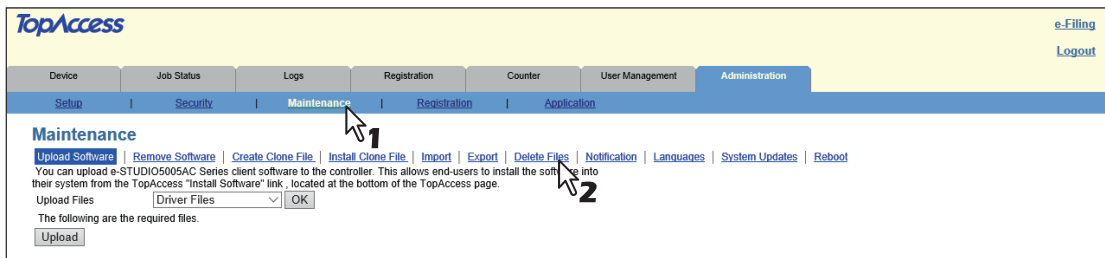 TopAccess
e-Filing
Logout
Device Job Status Logs Registration Counter User Management Administration
Setup | Security | Maintenance | Registration | Application
1
Maintenance
Upload Software | Remove Software | Create Clone File | Install Clone File | Import | Export | Delete Files | Notification | Languages | System Updates | Reboot
2
You can upload e-STUDIO5005AC Series client software to the controller. This allows end-users to install the software into
their system from the TopAccess "Install Software" link , located at the bottom of the TopAccess page.
Upload Files Driver Files OK
The following are the required files.
Upload